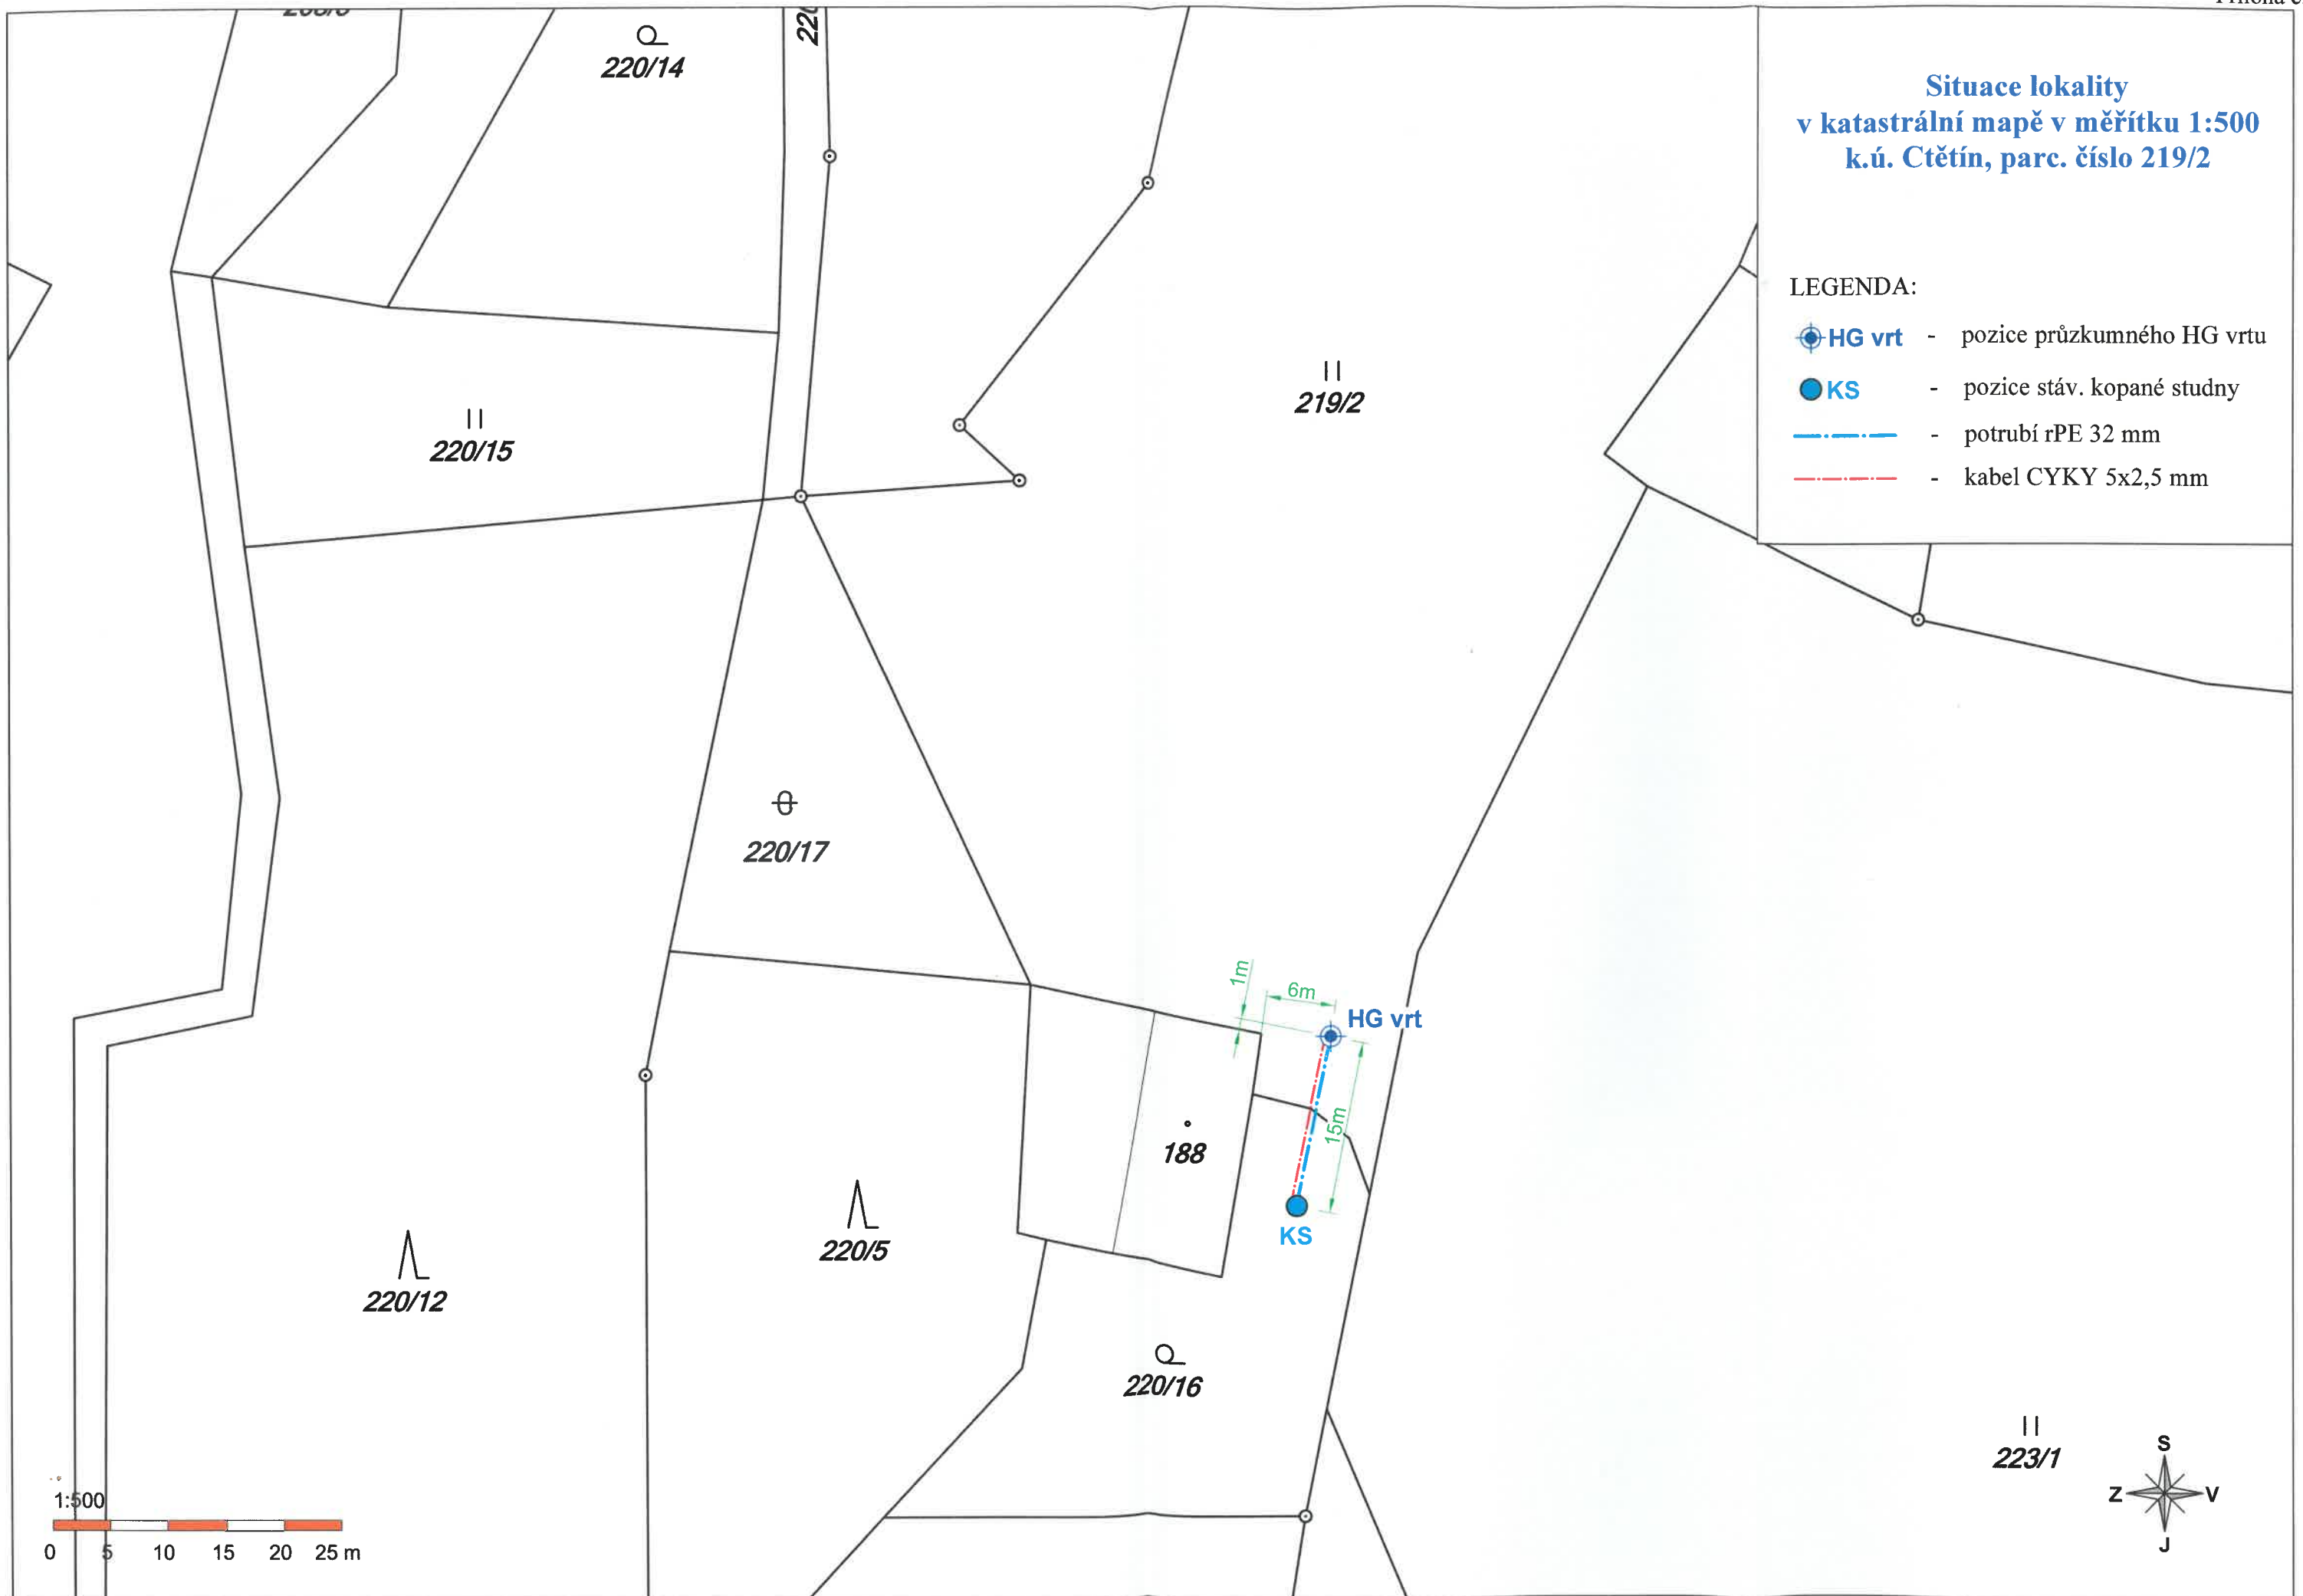 220/14
Situace lokality
v katastrální mapě v měřítku 1:500
k.ú. Ctětín, parc. číslo 219/2
LEGENDA:
HG vrt - pozice průzkumného HG vrtu
KS - pozice stáv. kopané studny
- potrubí rPE 32 mm
- kabel CYKY 5x2,5 mm
219/2
220/15
220/17
1m
6m
HG vrt
15m
188
KS
220/5
220/12
220/16
223/1
S
Z V
J
1:500
0 5 10 15 20 25 m